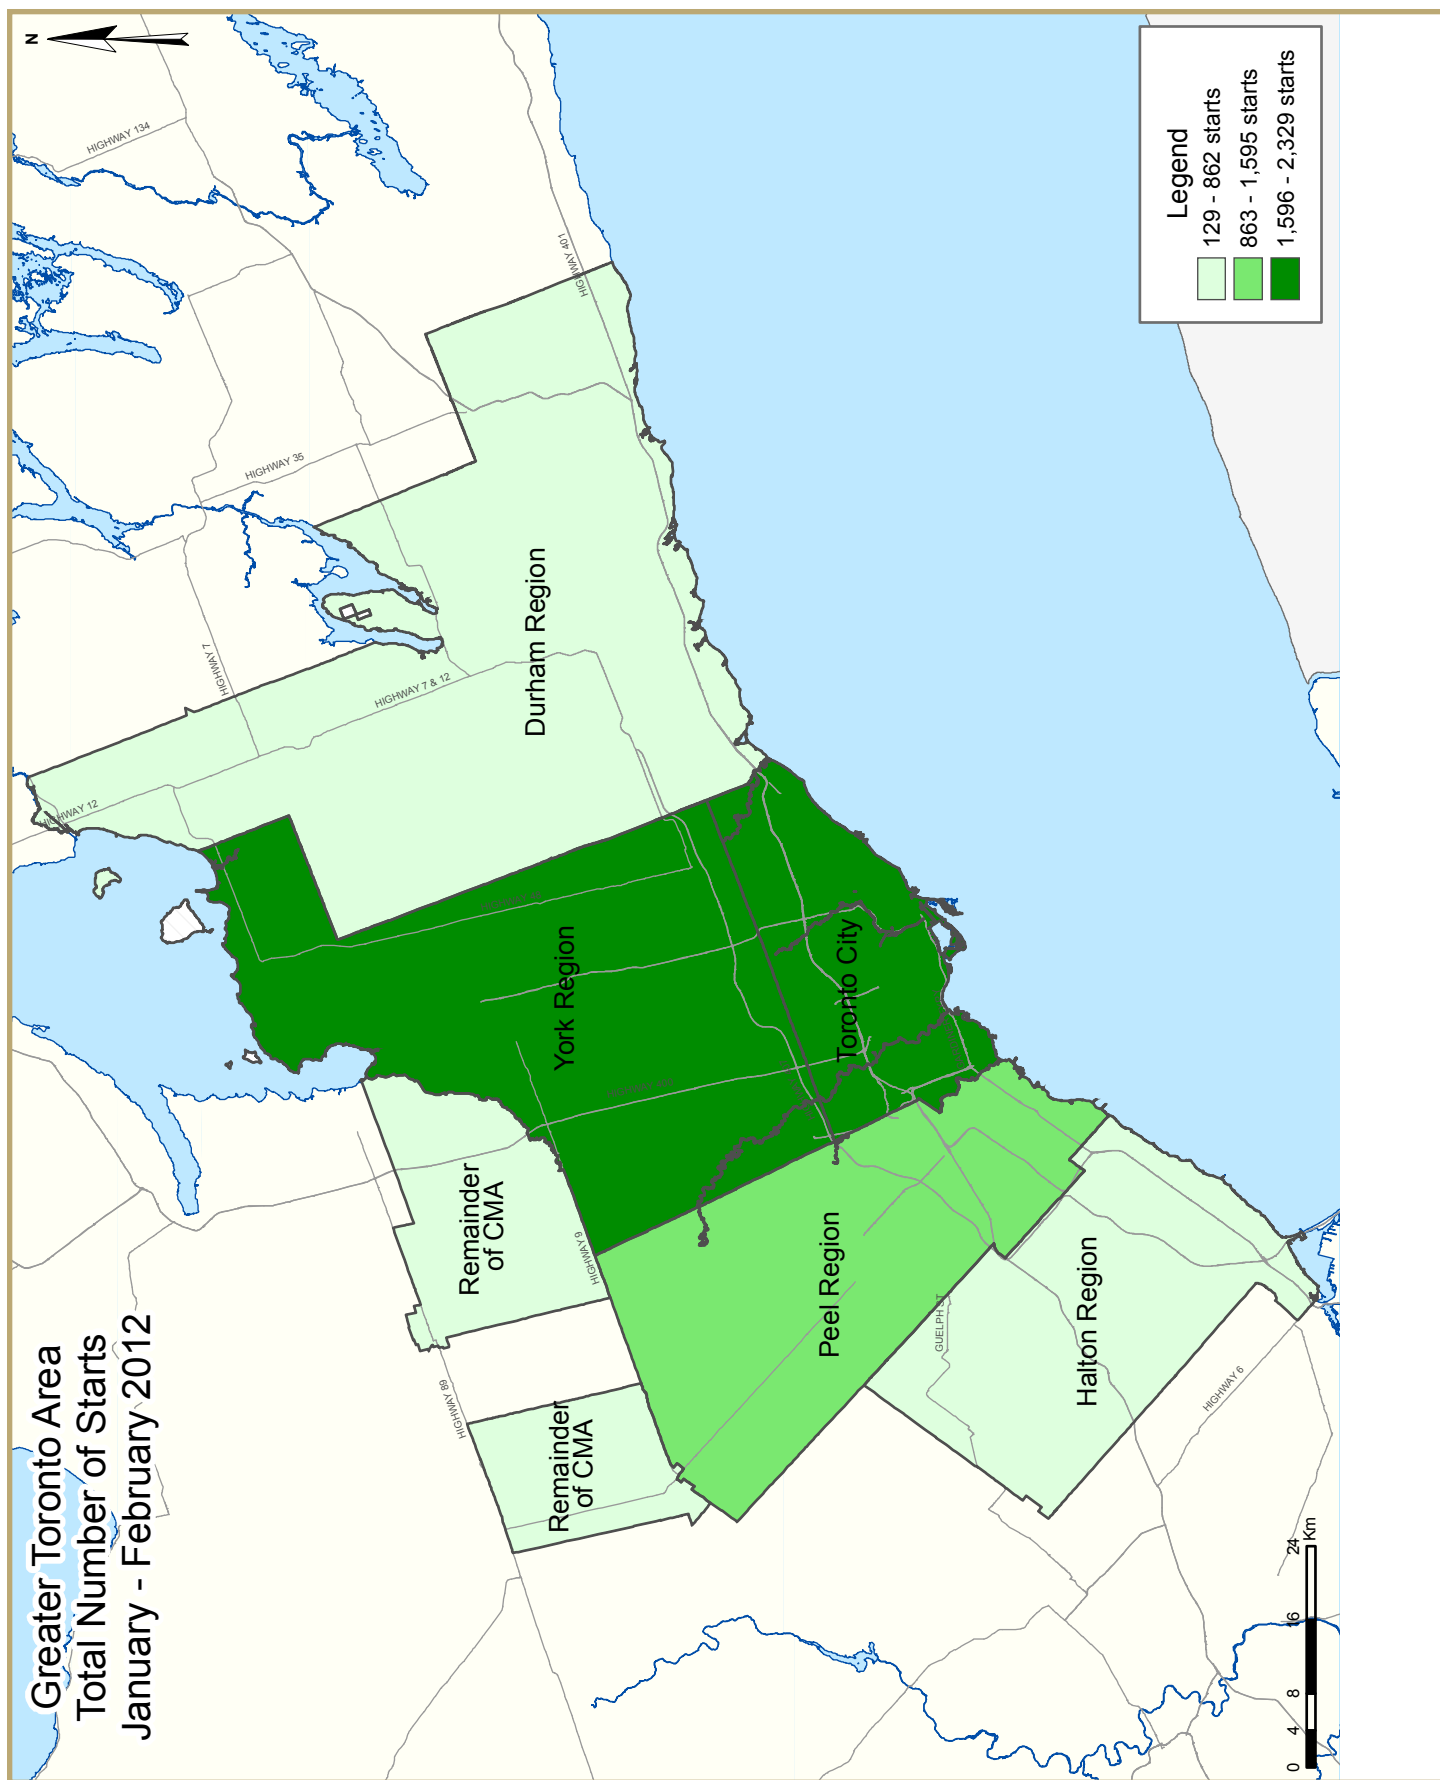 Greater Toronto Area
Total Number of Starts
January - February 2012
N
HIGHWAY 134
HIGHWAY 401
HIGHWAY 35
HIGHWAY 7
HIGHWAY 7 & 12
HIGHWAY 12
Durham Region
York Region
Toronto City
Remainder
of CMA
HIGHWAY 9
HIGHWAY 89
Remainder
of CMA
Peel Region
GUELPH ST
Halton Region
HIGHWAY 6
Legend
129 - 862 starts
863 - 1,595 starts
1,596 - 2,329 starts
0 4 8 16 24
Km